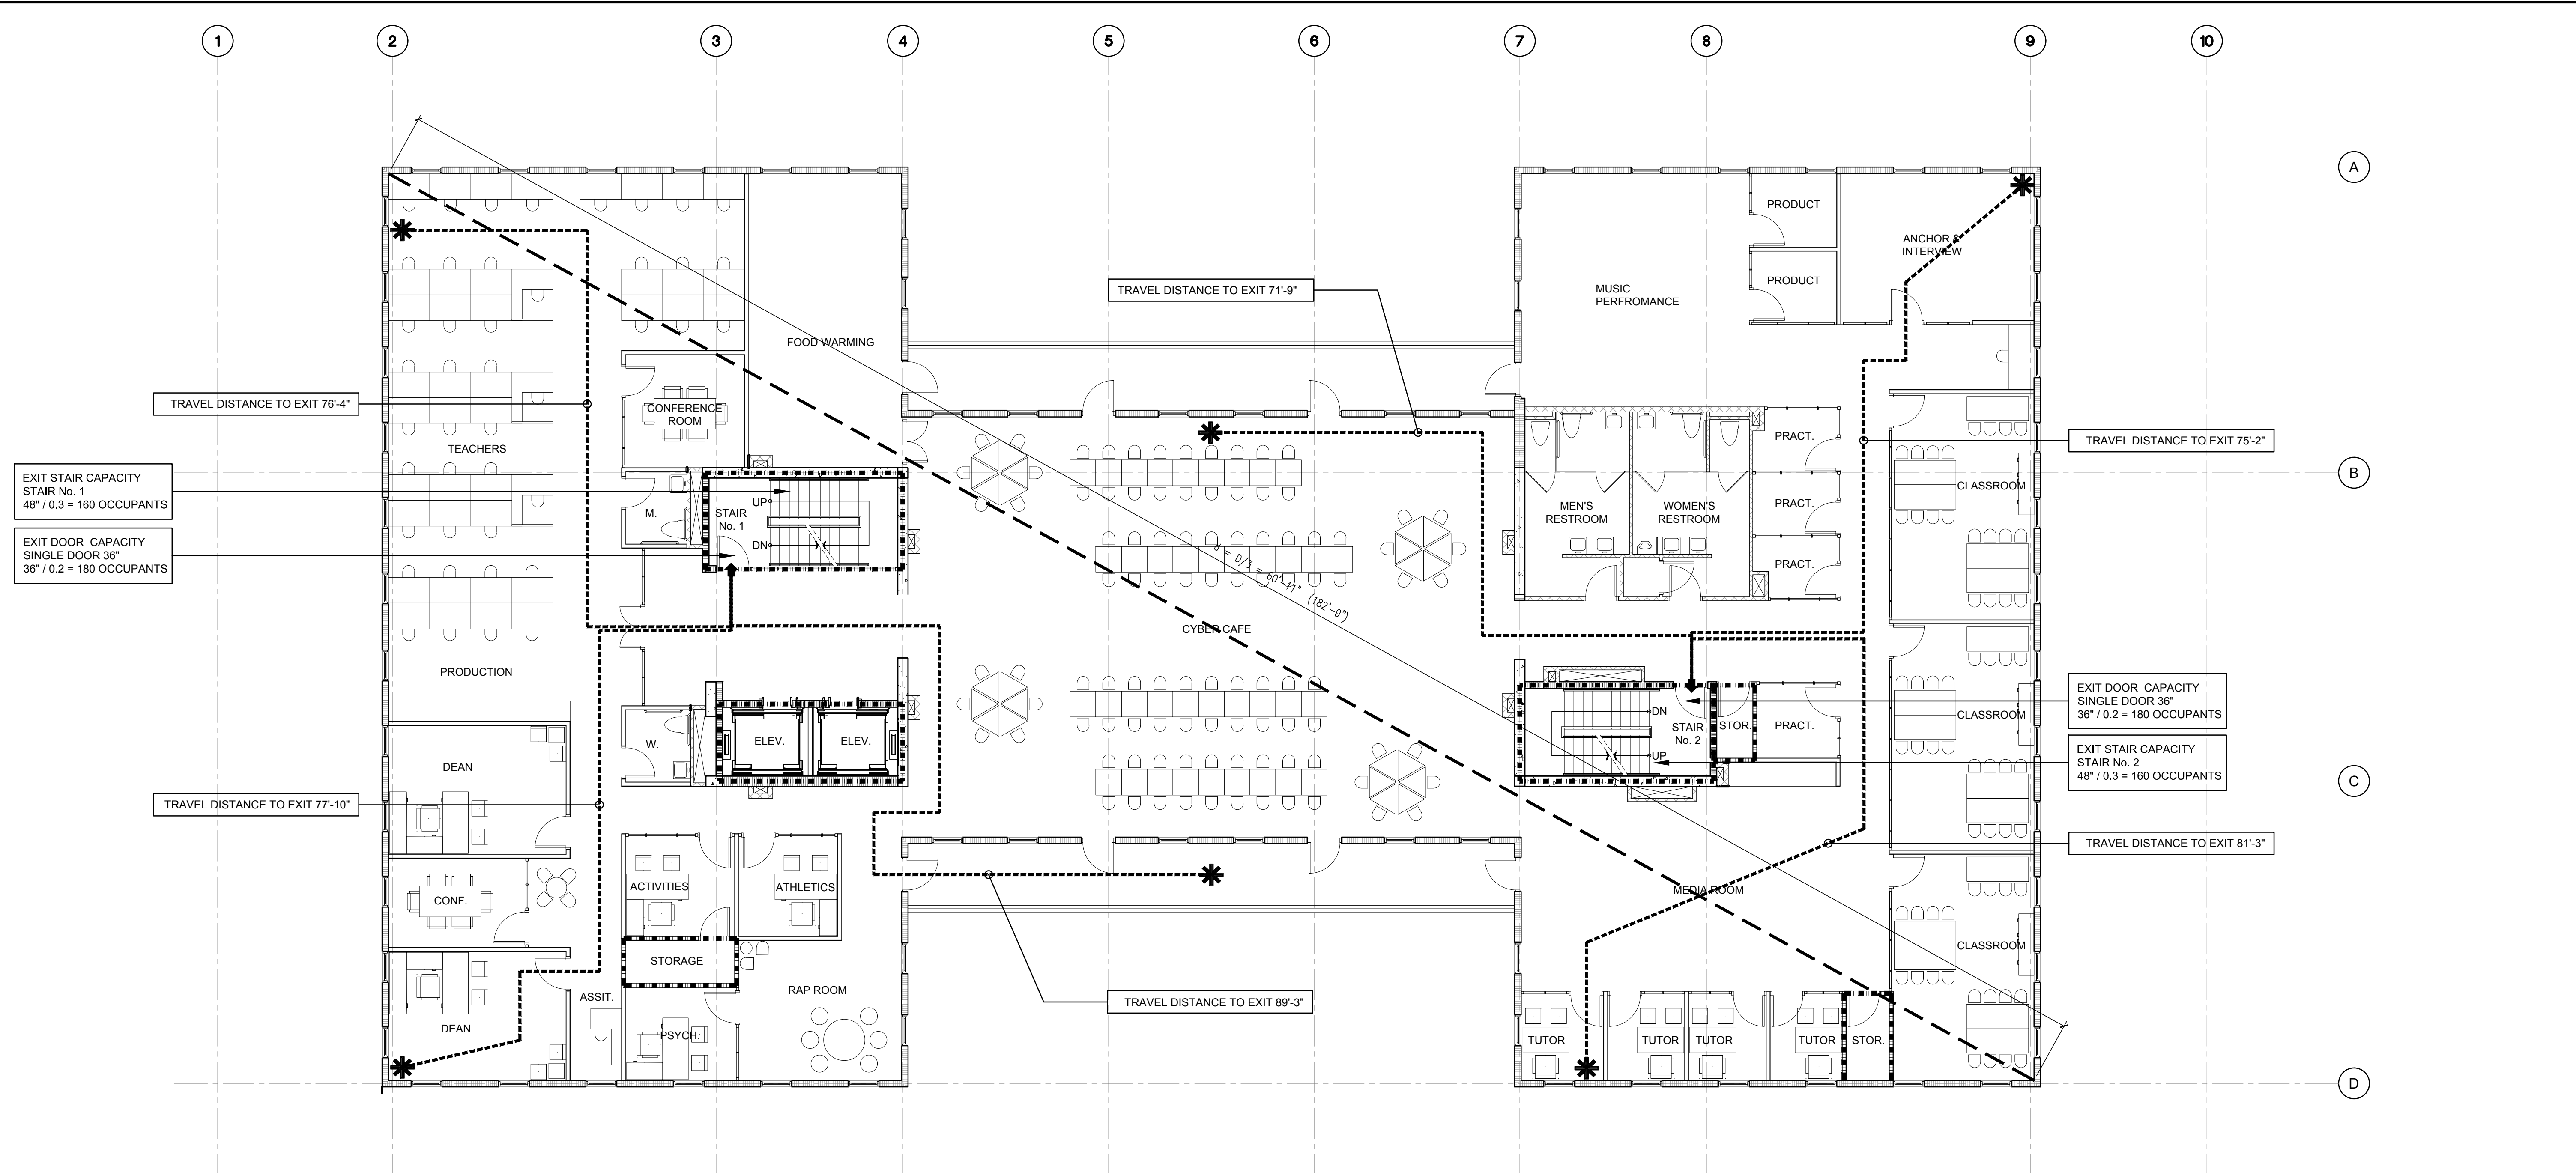 1
2
3
4
5
6
7
8
9
10
A
B
C
D
PRODUCT
ANCHOR &
INTERVIEW
PRODUCT
MUSIC
PERFROMANCE
TRAVEL DISTANCE TO EXIT 71'-9"
FOOD WARMING
TRAVEL DISTANCE TO EXIT 76'-4"
CONFERENCE
ROOM
TEACHERS
PRACT.
TRAVEL DISTANCE TO EXIT 75'-2"
EXIT STAIR CAPACITY
STAIR No. 1
48" / 0.3 = 160 OCCUPANTS
EXIT DOOR CAPACITY
SINGLE DOOR 36"
36" / 0.2 = 180 OCCUPANTS
M.
UP
STAIR
No. 1
DN
MEN'S
RESTROOM
WOMEN'S
RESTROOM
PRACT.
PRACT.
CLASSROOM
d = D/3 = 60'-11" (182'-9")
CYBER CAFE
PRODUCTION
W.
ELEV.
ELEV.
DN
STAIR
No. 2
UP
STOR.
PRACT.
CLASSROOM
EXIT DOOR CAPACITY
SINGLE DOOR 36"
36" / 0.2 = 180 OCCUPANTS
EXIT STAIR CAPACITY
STAIR No. 2
48" / 0.3 = 160 OCCUPANTS
DEAN
TRAVEL DISTANCE TO EXIT 77'-10"
TRAVEL DISTANCE TO EXIT 81'-3"
ACTIVITIES
ATHLETICS
CONF.
MEDIA ROOM
CLASSROOM
STORAGE
ASSIT.
RAP ROOM
TRAVEL DISTANCE TO EXIT 89'-3"
DEAN
PSYCH.
TUTOR
TUTOR
TUTOR
TUTOR
STOR.